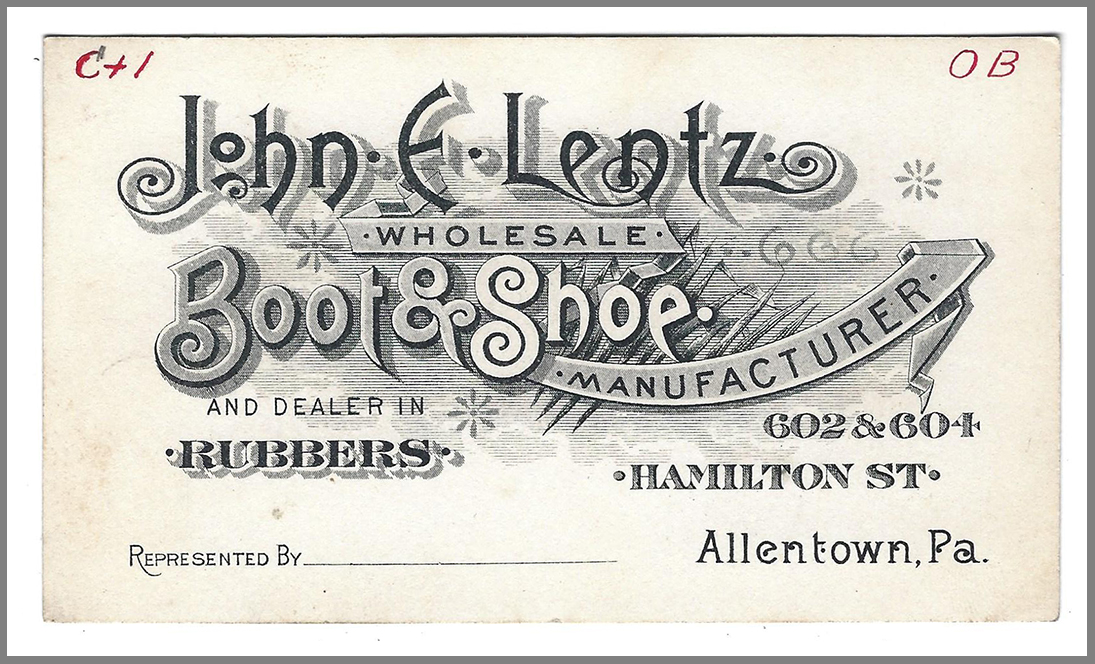 C+1
OB
John·E·Lentz·
·WHOLESALE·
Boot&Shoe·
·MANUFACTURER·
AND DEALER IN
·RUBBERS·
602&604
·HAMILTON ST·
REPRESENTED BY
Allentown, Pa.